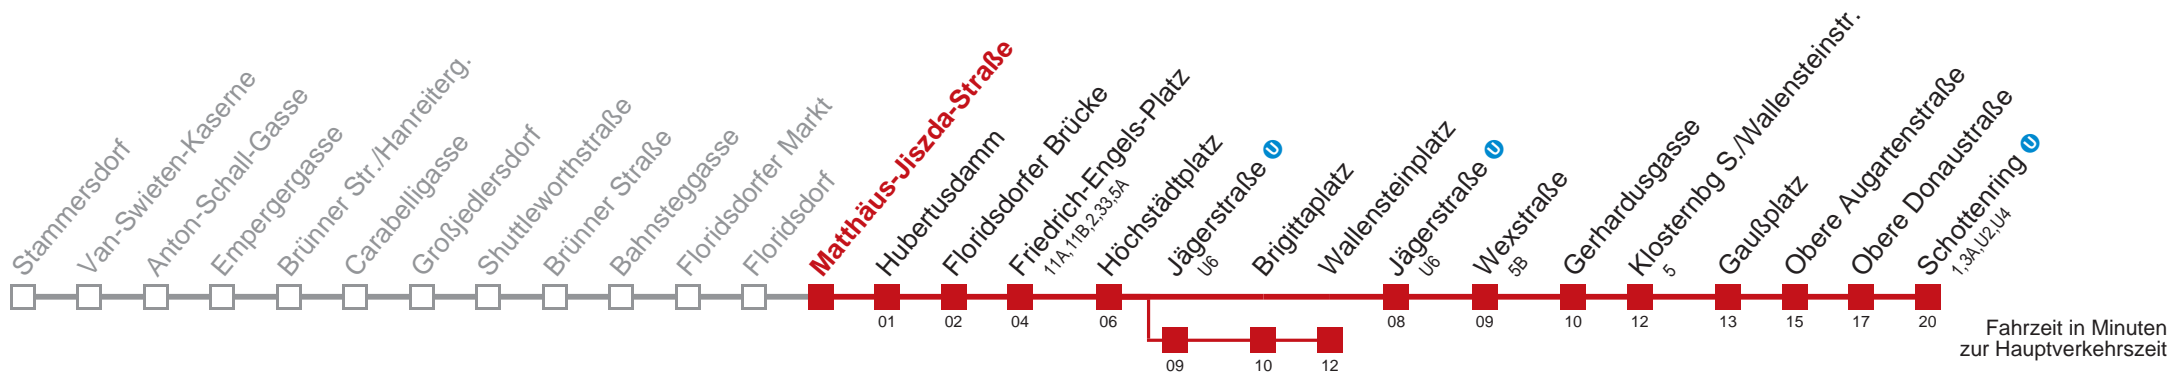 Stammersdorf
Van-Swieten-Kaserne
Anton-Schall-Gasse
Empergergasse
Brünner Str./Hanreiterg.
Carabelligasse
Großjedlersdorf
Shuttleworthstraße
Brünner Straße
Bahnsteggasse
Floridsdorfer Markt
Floridsdorf
Matthäus-Jiszda-Straße
Hubertusdamm
Floridsdorfer Brücke
Friedrich-Engels-Platz
11A,11B,2,33,5A
Höchstädtplatz
Jägerstraße U
U6
Brigittaplatz
Wallensteinplatz
Jägerstraße U
U6
Wexstraße
5B
Gerhardusgasse
Klosternbg S./Wallensteinstr.
5
Gaußplatz
Obere Augartenstraße
Obere Donaustraße
Schottenring U
1,3A,U2,U4
01 02 04 06 08 09 10 12 13 15 17 20
09 10 12
Fahrzeit in Minuten
zur Hauptverkehrszeit